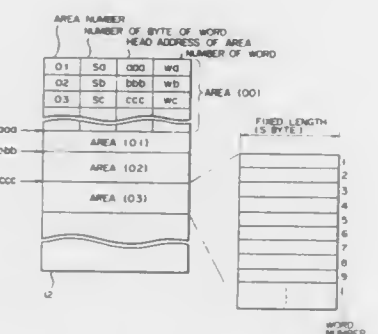 AREA NUMBER
NUMBER OF BYTE OF WORD
HEAD ADDRESS OF AREA
NUMBER OF WORD
01 sa aaa wa
02 sb bbb wb
03 sc ccc wc
AREA (00)
aaa
AREA (01)
bbb
AREA (02)
ccc
AREA (03)
12
FIXED LENGTH
(S BYTE)
1
2
3
4
5
6
7
8
9
WORD
NUMBER